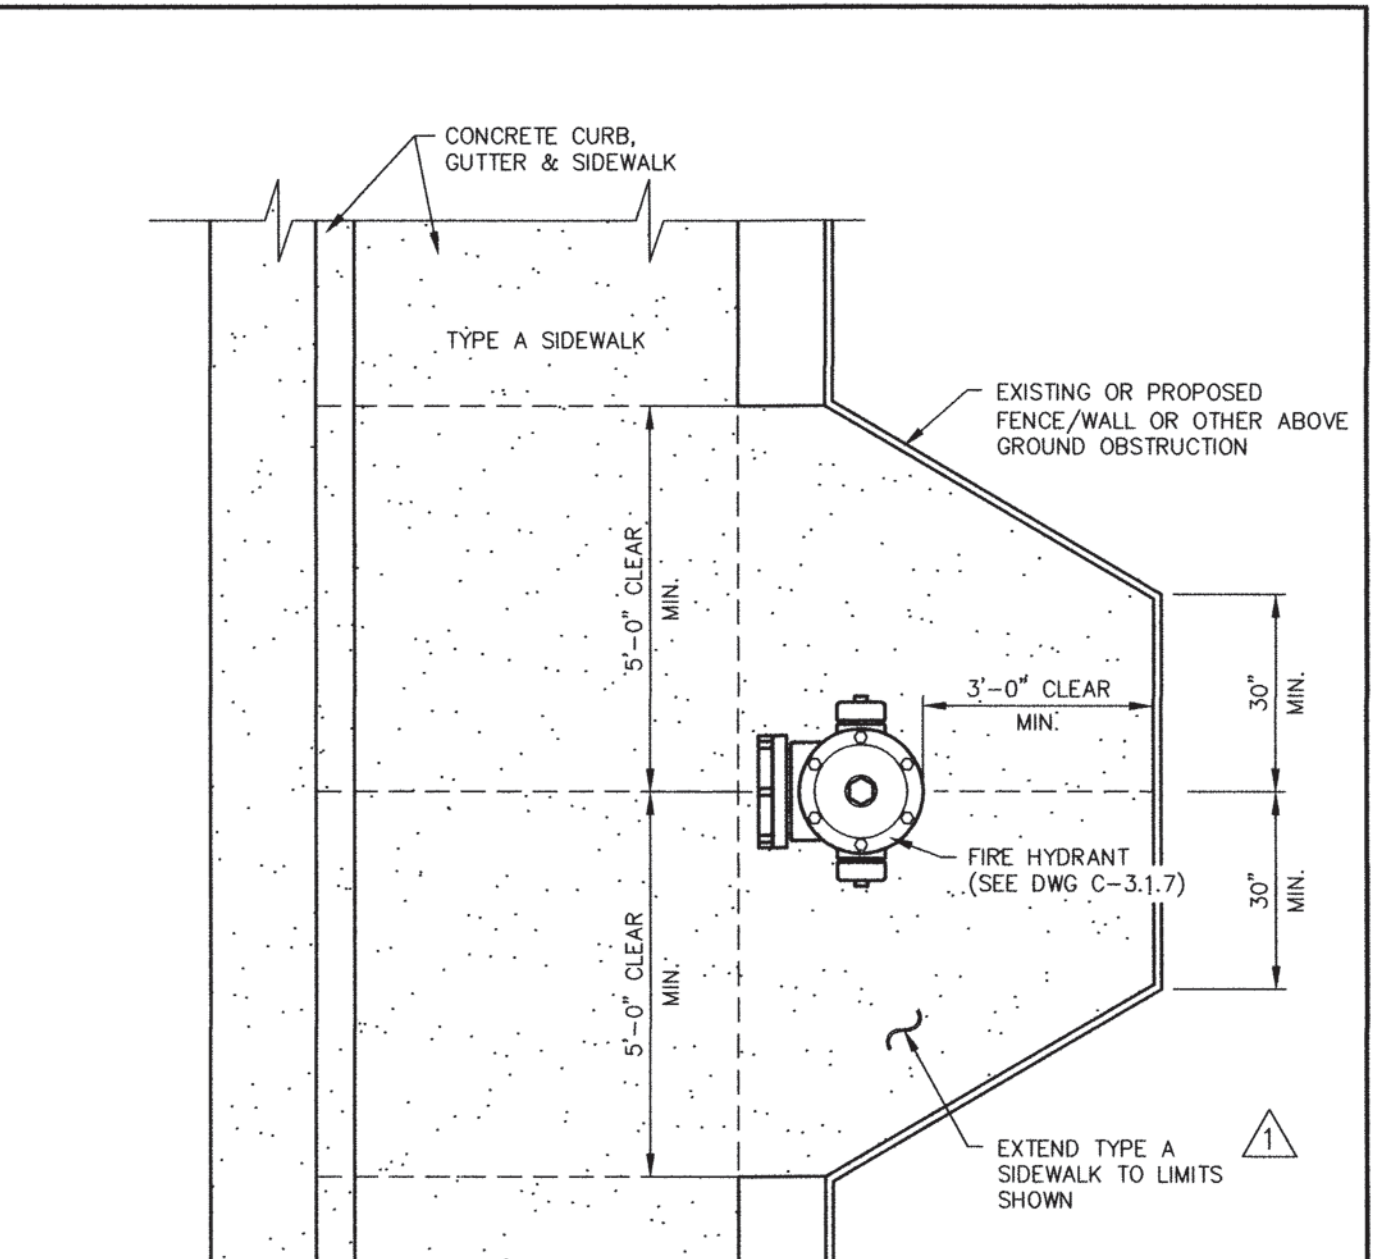 CONCRETE CURB,
GUTTER & SIDEWALK
TYPE A SIDEWALK
EXISTING OR PROPOSED
FENCE/WALL OR OTHER ABOVE
GROUND OBSTRUCTION
5'-0" CLEAR
MIN.
3'-0" CLEAR
MIN.
30"
MIN.
FIRE HYDRANT
(SEE DWG C-3.1.7)
30"
MIN.
5'-0" CLEAR
MIN.
EXTEND TYPE A
SIDEWALK TO LIMITS
SHOWN
1